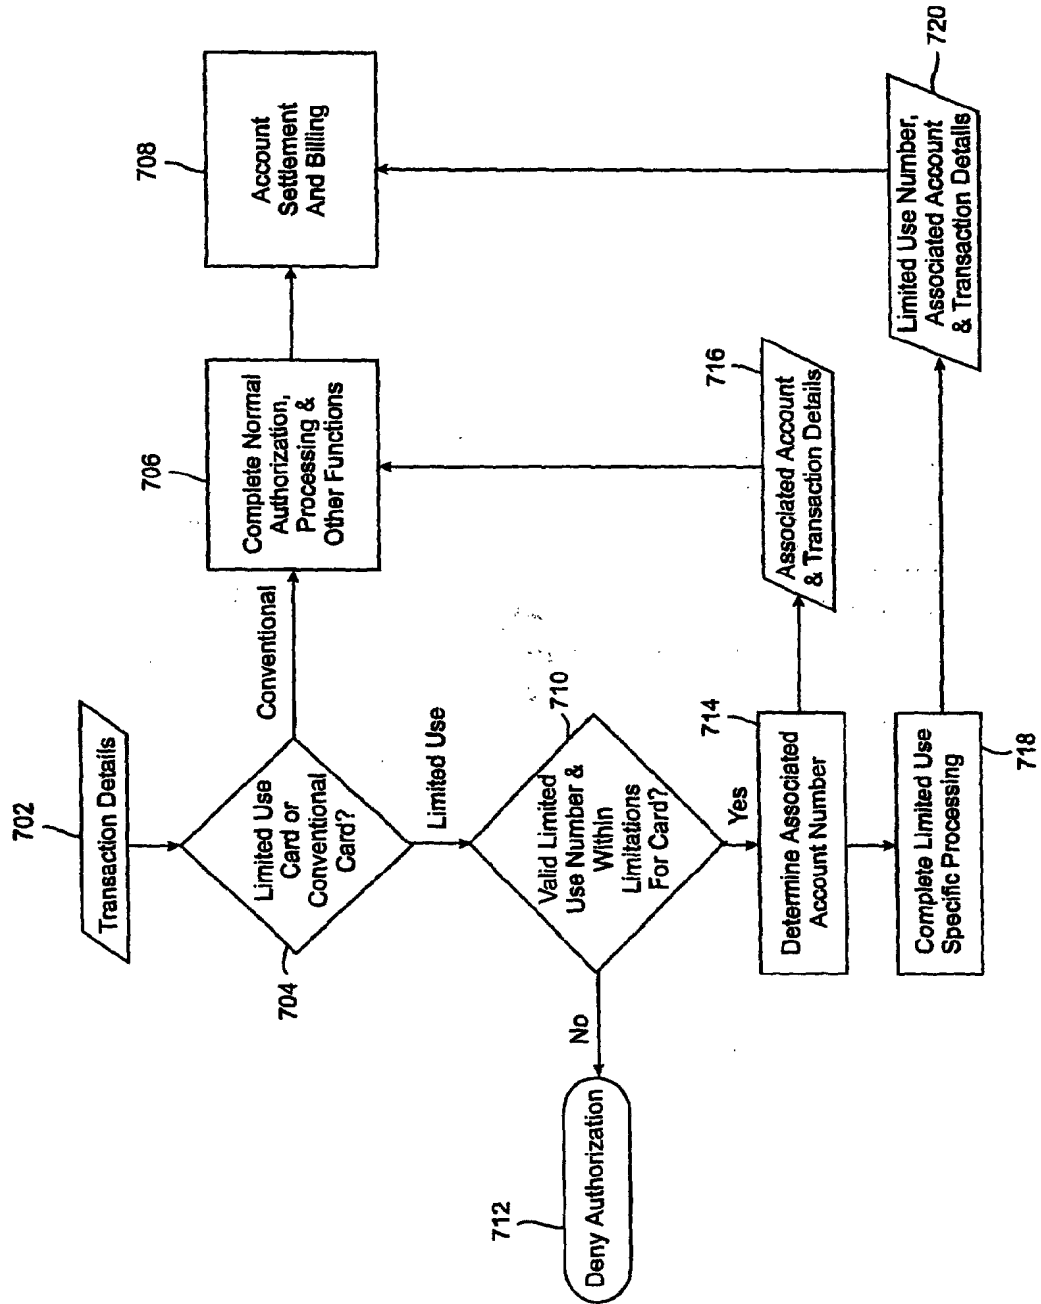 702
Transaction Details
704
Limited Use
Card or
Conventional
Card?
Conventional
706
Complete Normal
Authorization,
Processing &
Other Functions
708
Account
Settlement
And Billing
Limited Use
710
Valid Limited
Use Number &
Within
Limitations
For Card?
No
712
Deny Authorization
Yes
714
Determine Associated
Account Number
716
Associated Account
& Transaction Details
Complete Limited Use
Specific Processing
718
720
Limited Use Number,
Associated Account
& Transaction Details